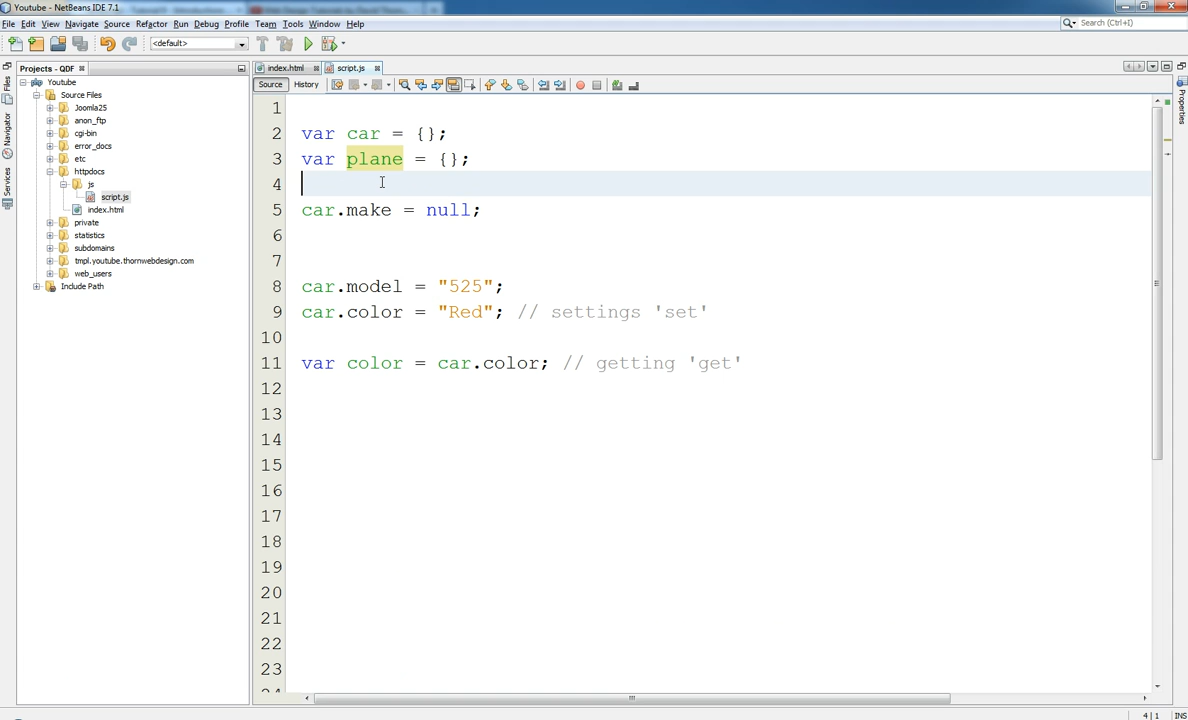 Youtube - NetBeans IDE 7.1
File Edit View Navigate Source Refactor Run Debug Profile Team Tools Window Help
Search (Ctrl+I)
<default>
Projects - QDF
index.html
script.js
Source
History
Files
Navigator
Services
Properties
Youtube
Source Files
Joomla25
anon_ftp
cgi-bin
error_docs
etc
httpdocs
js
script.js
index.html
private
statistics
subdomains
tmpl.youtube.thornwebdesign.com
web_users
Include Path
1
2 var car = {};
3 var plane = {};
4
5 car.make = null;
6
7
8 car.model = "525";
9 car.color = "Red"; // settings 'set'
10
11 var color = car.color; // getting 'get'
12
13
14
15
16
17
18
19
20
21
22
23
4|1 INS